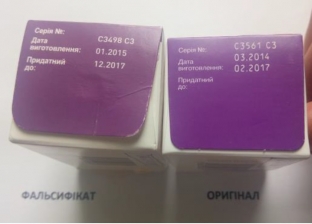 Серія №: C3498 C3
Дата
виготовлення: 01.2015
Придатний
до: 12.2017
Серія №: C3561 C3
Дата 03.2014
виготовлення: 02.2017
Придатний
до:
ФАЛЬСИФІКАТ
ОРИГІНАЛ